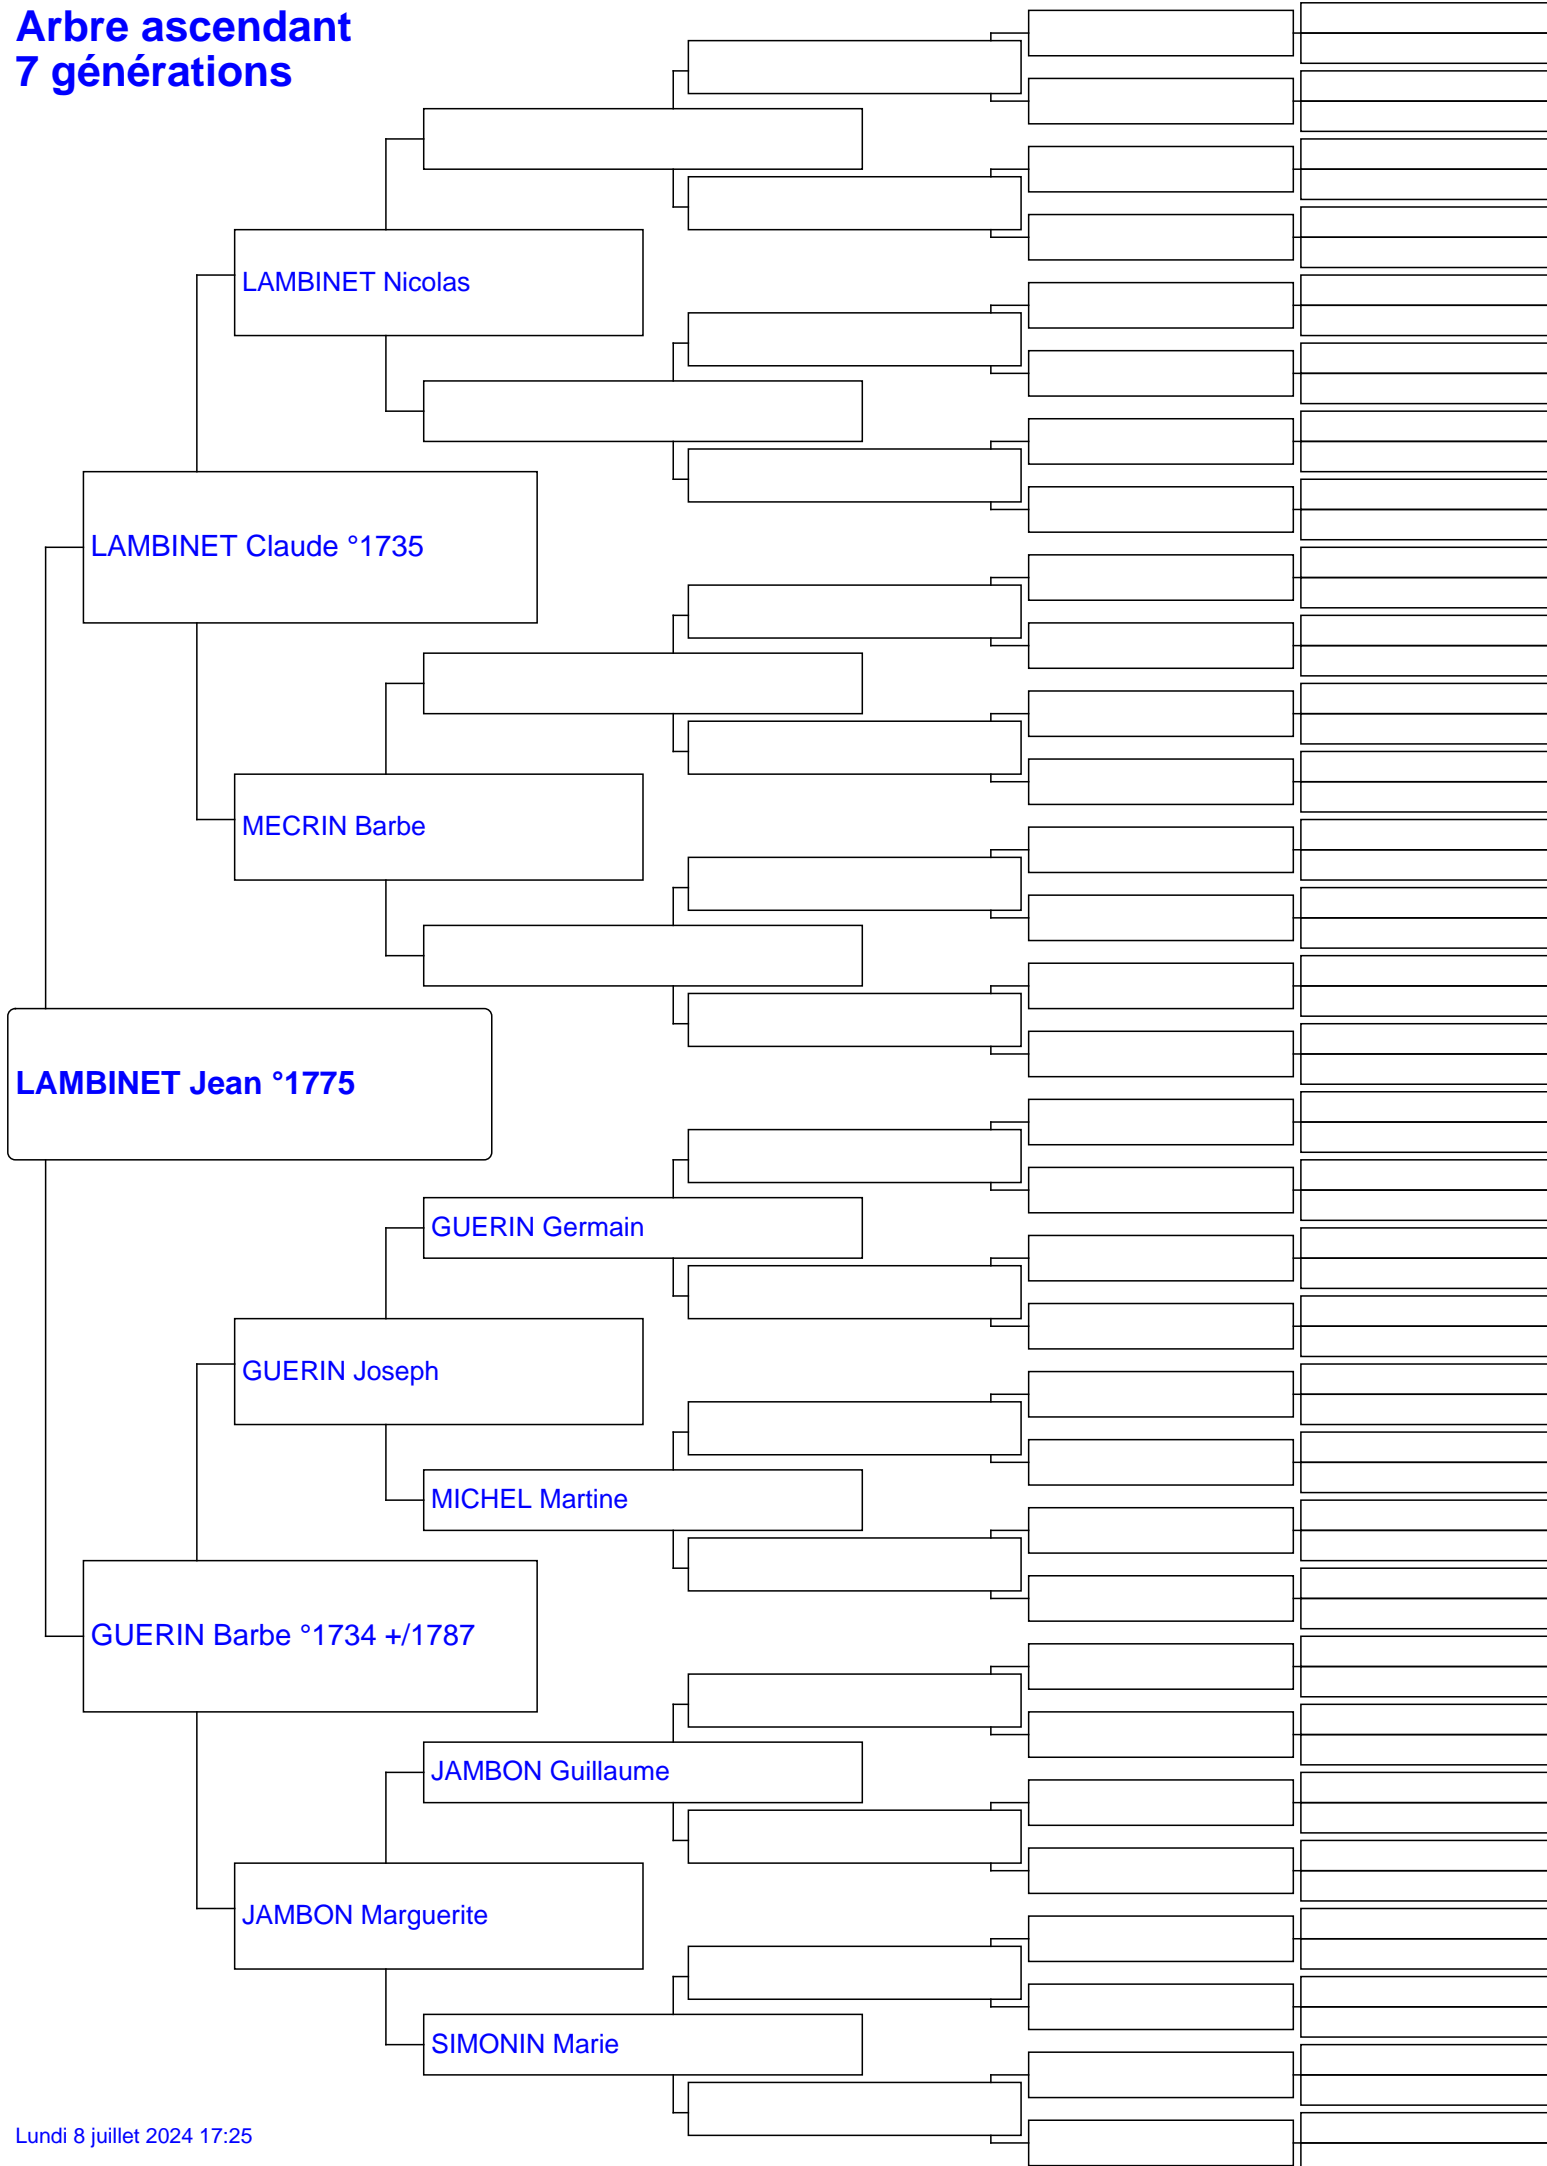 Arbre ascendant
7 générations
LAMBINET Nicolas
LAMBINET Claude °1735
MECRIN Barbe
LAMBINET Jean °1775
GUERIN Germain
GUERIN Joseph
MICHEL Martine
GUERIN Barbe °1734 +/1787
JAMBON Guillaume
JAMBON Marguerite
SIMONIN Marie
Lundi 8 juillet 2024 17:25